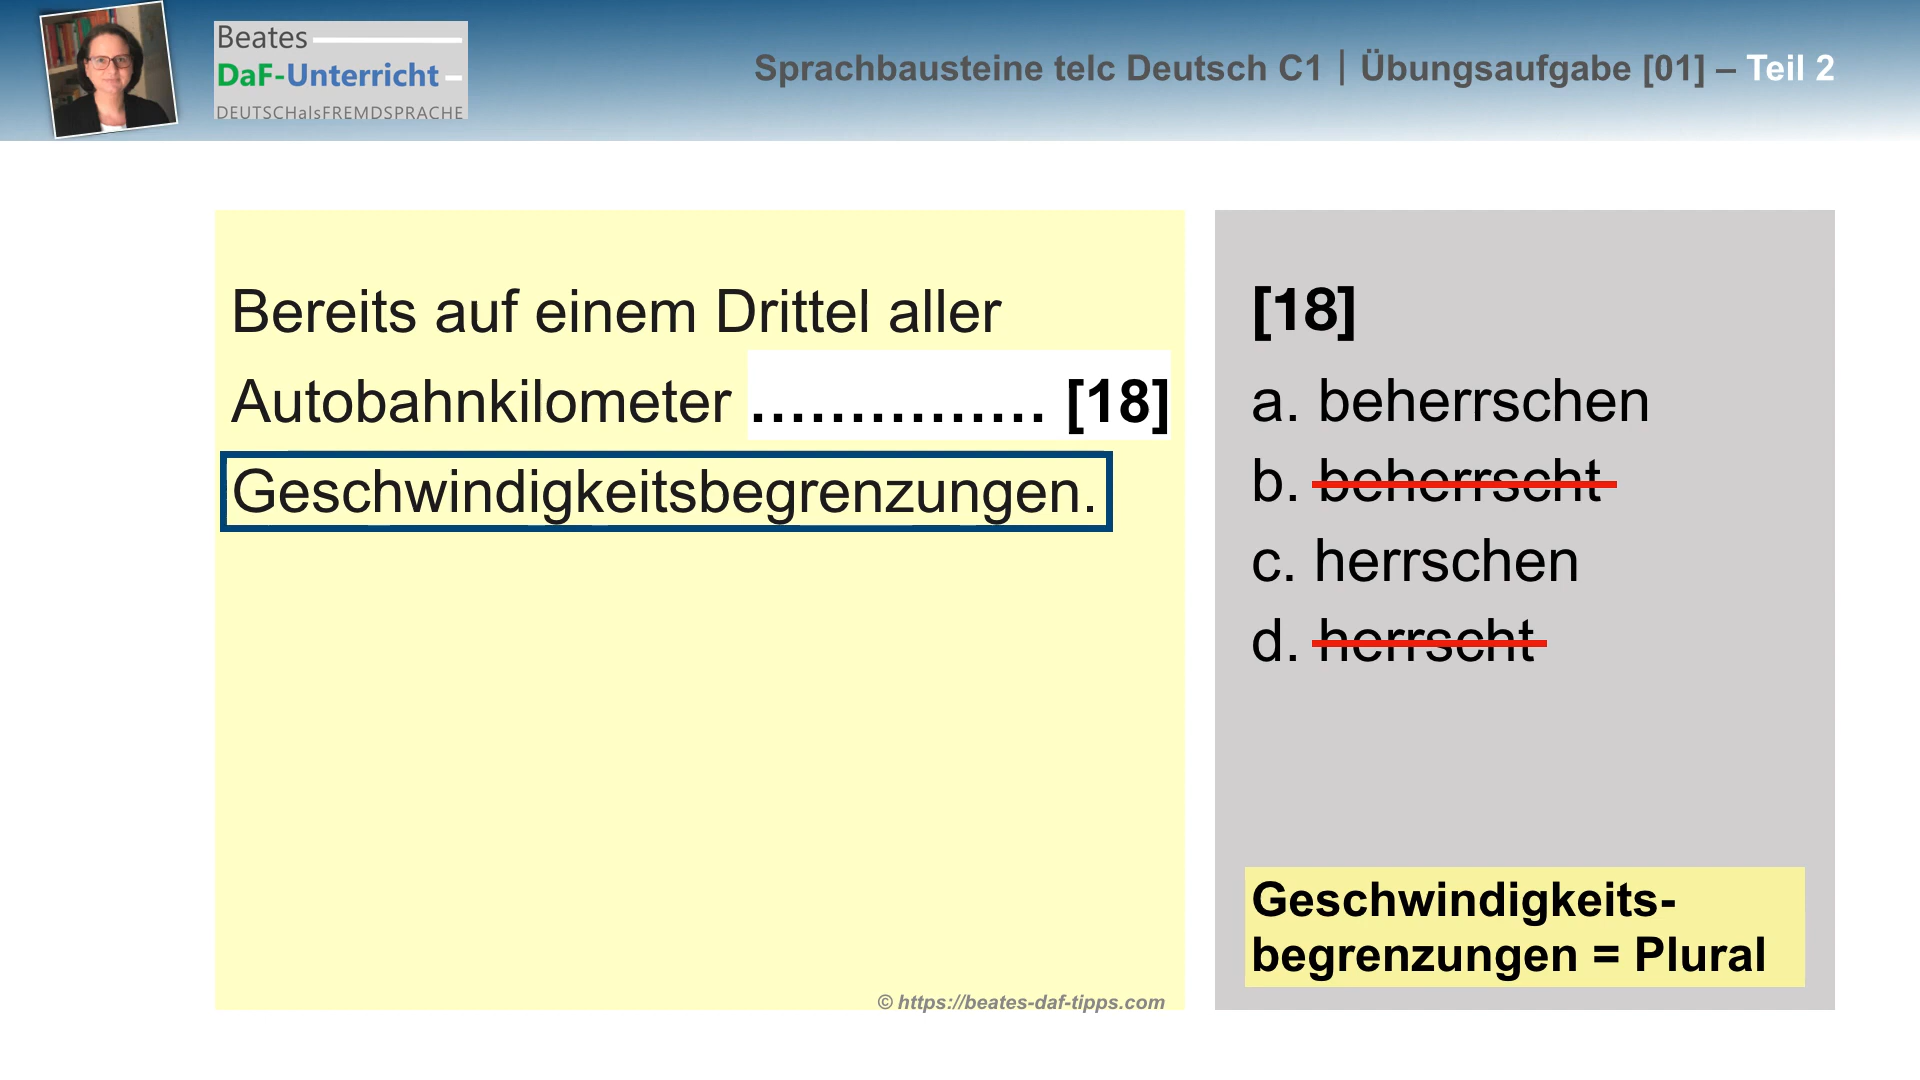 Beates
DaF-Unterricht
DEUTSCHalsFREMDSPRACHE
Sprachbausteine telc Deutsch C1 | Übungsaufgabe [01] – Teil 2
Bereits auf einem Drittel aller
Autobahnkilometer …………… [18]
Geschwindigkeitsbegrenzungen.
© https://beates-daf-tipps.com
[18]
a. beherrschen
b. beherrscht
c. herrschen
d. herrscht
Geschwindigkeits-
begrenzungen = Plural